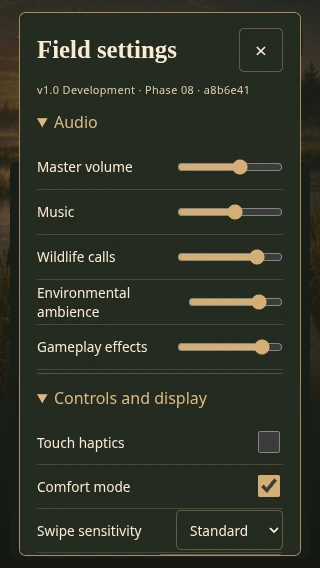 Field settings
×
v1.0 Development · Phase 08 · a8b6e41
▼ Audio
Master volume
Music
Wildlife calls
Environmental
ambience
Gameplay effects
▼ Controls and display
Touch haptics
Comfort mode
Swipe sensitivity
Standard